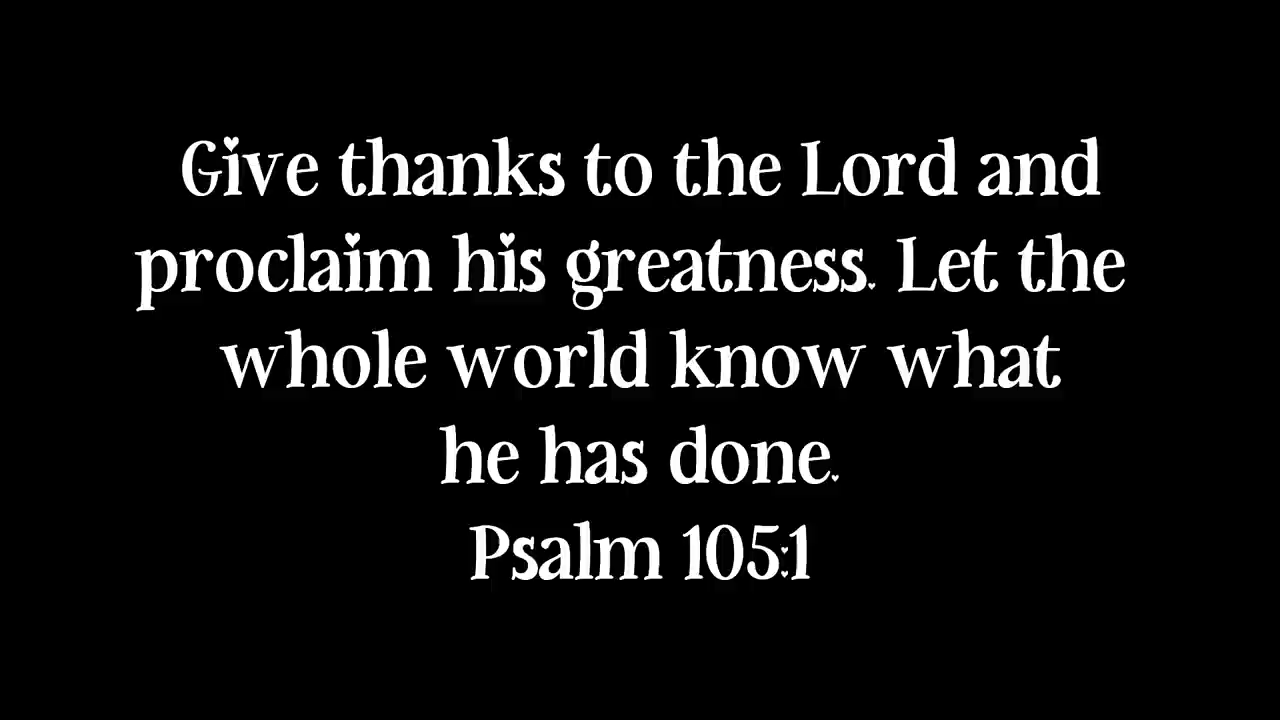 Give thanks to the Lord and
proclaim his greatness. Let the
whole world know what
he has done.
Psalm 105:1